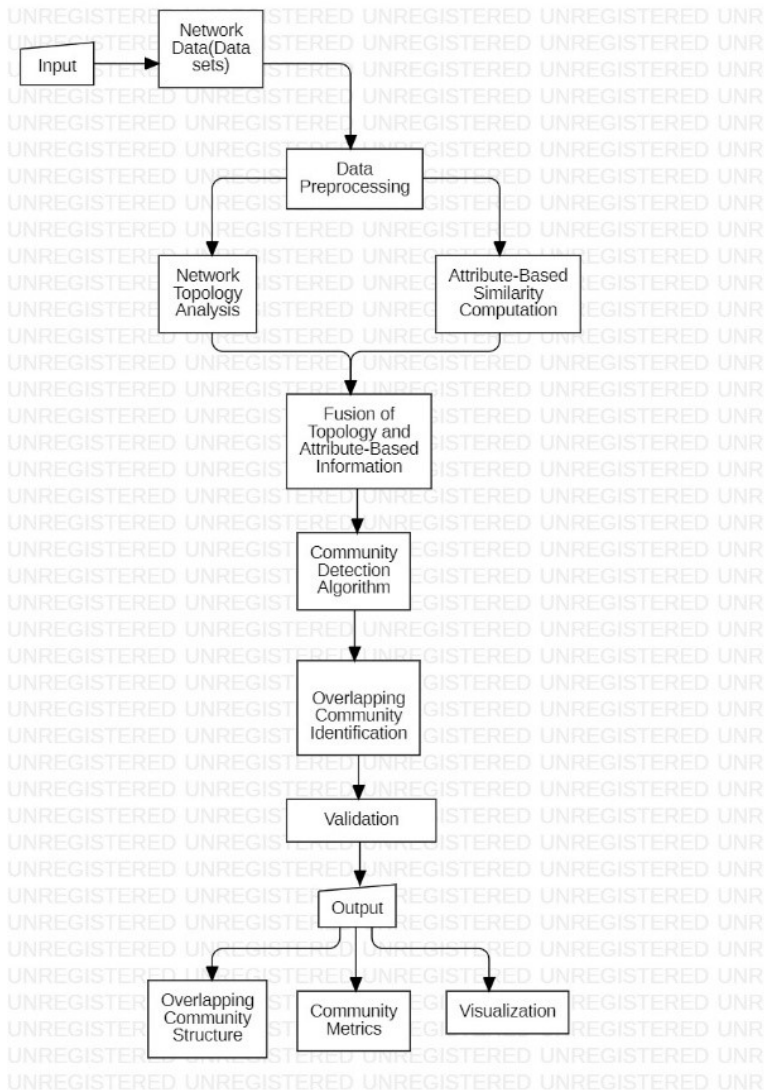 Network
Data(Data
sets)
Input
Data
Preprocessing
Network
Topology
Analysis
Attribute-Based
Similarity
Computation
Fusion of
Topology and
Attribute-Based
Information
Community
Detection
Algorithm
Overlapping
Community
Identification
Validation
Output
Overlapping
Community
Structure
Community
Metrics
Visualization